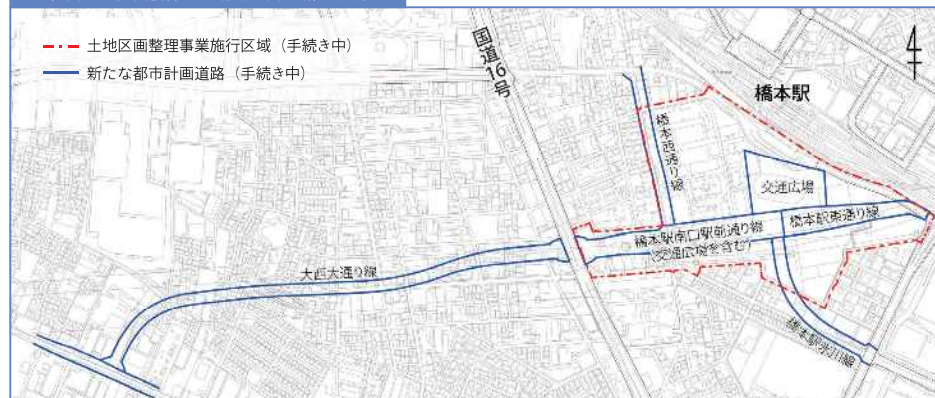 土地区画整理事業施行区域（手続き中）
新たな都市計画道路（手続き中）
国道16号
橋本駅
橋本西通り線
交通広場
橋本駅東通り線
橋本駅南口駅前通り線
（交通広場を含む）
大西大通り線
橋本駅氷川線